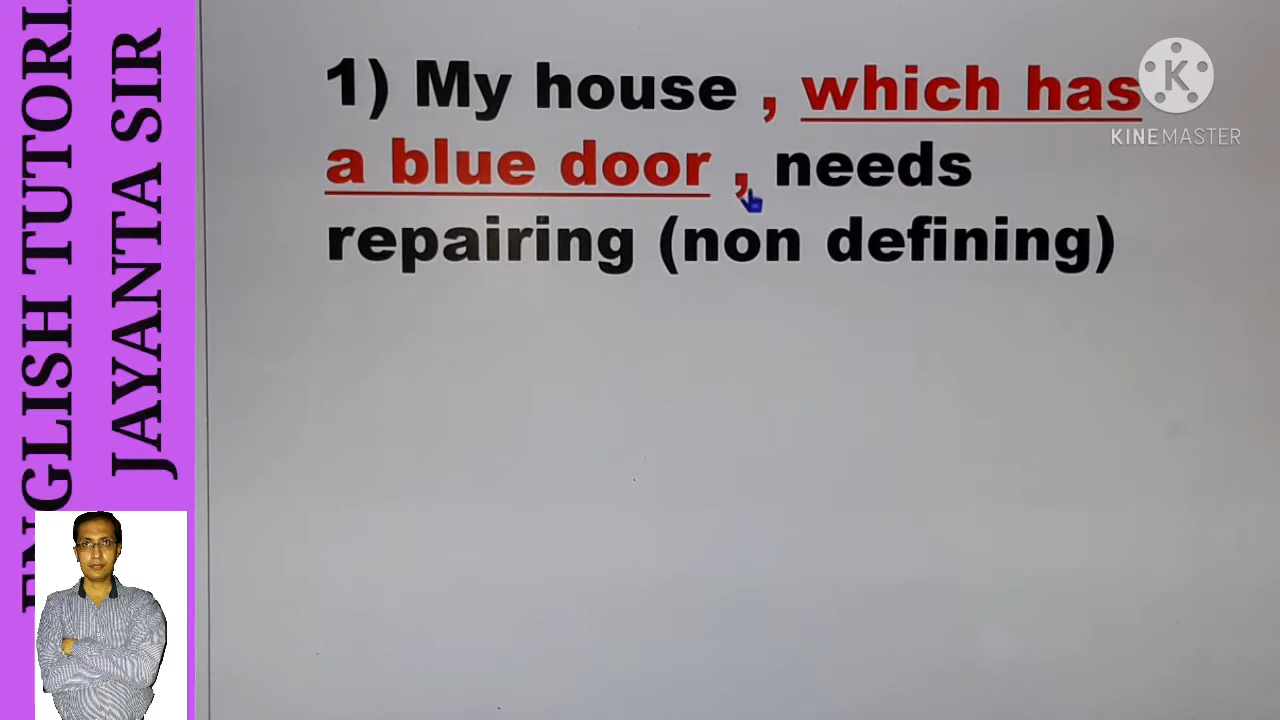 ENGLISH TUTORI
JAYANTA SIR
1) My house , which has
a blue door , needs
repairing (non defining)
K
KINEMASTER